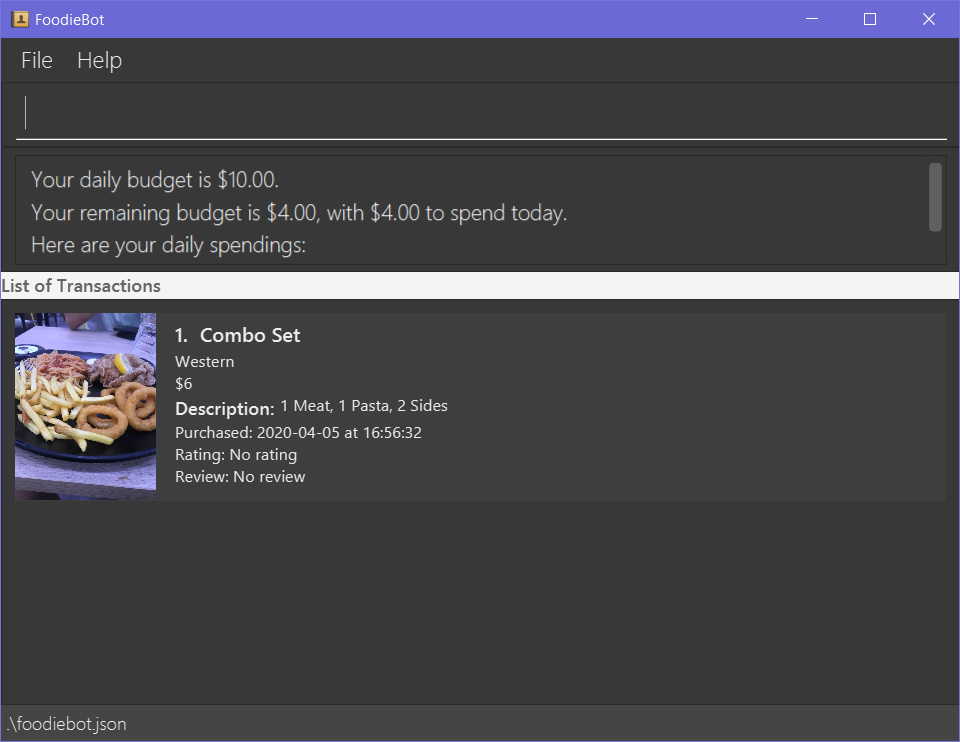 FoodieBot
File Help
Your daily budget is $10.00.
Your remaining budget is $4.00, with $4.00 to spend today.
Here are your daily spendings:
List of Transactions
1. Combo Set
Western
$6
Description: 1 Meat, 1 Pasta, 2 Sides
Purchased: 2020-04-05 at 16:56:32
Rating: No rating
Review: No review
.\foodiebot.json